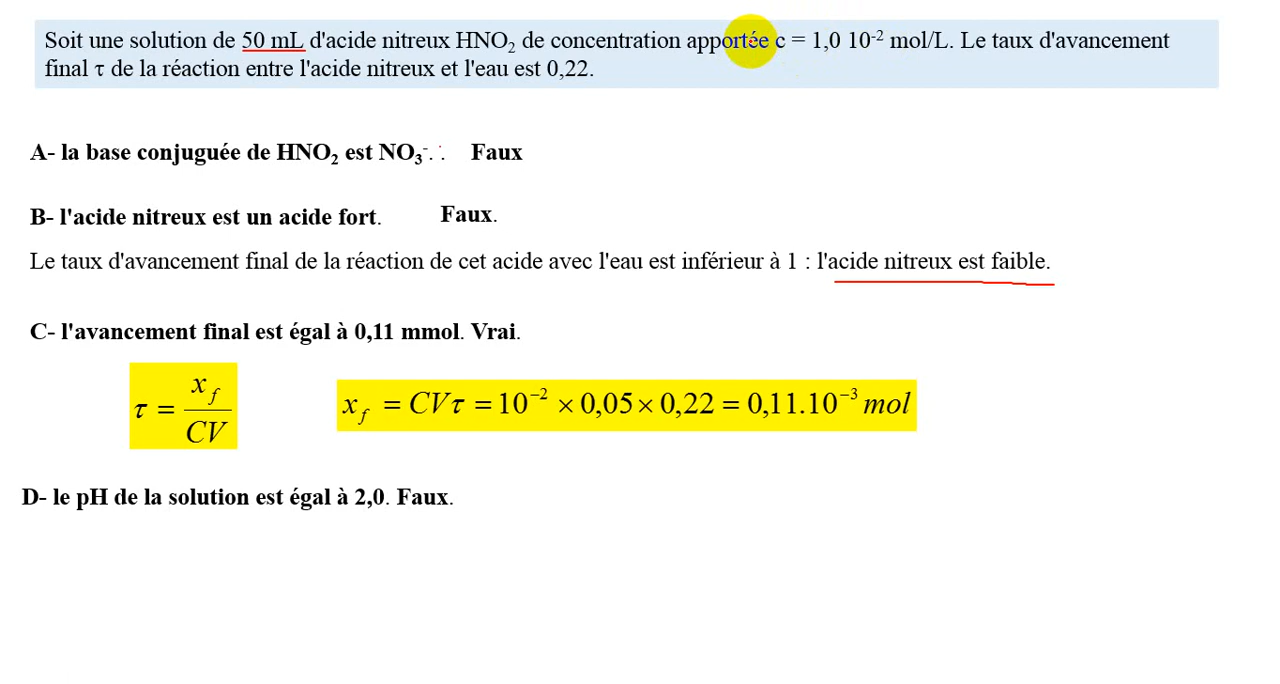 Soit une solution de 50 mL d'acide nitreux HNO₂ de concentration apportée c = 1,0 10⁻² mol/L. Le taux d'avancement
final τ de la réaction entre l'acide nitreux et l'eau est 0,22.
A- la base conjuguée de HNO₂ est NO₃⁻. Faux
B- l'acide nitreux est un acide fort. Faux.
Le taux d'avancement final de la réaction de cet acide avec l'eau est inférieur à 1 : l'acide nitreux est faible.
C- l'avancement final est égal à 0,11 mmol. Vrai.
τ = x_f / CV    x_f = CVτ = 10⁻² × 0,05 × 0,22 = 0,11.10⁻³ mol
D- le pH de la solution est égal à 2,0. Faux.